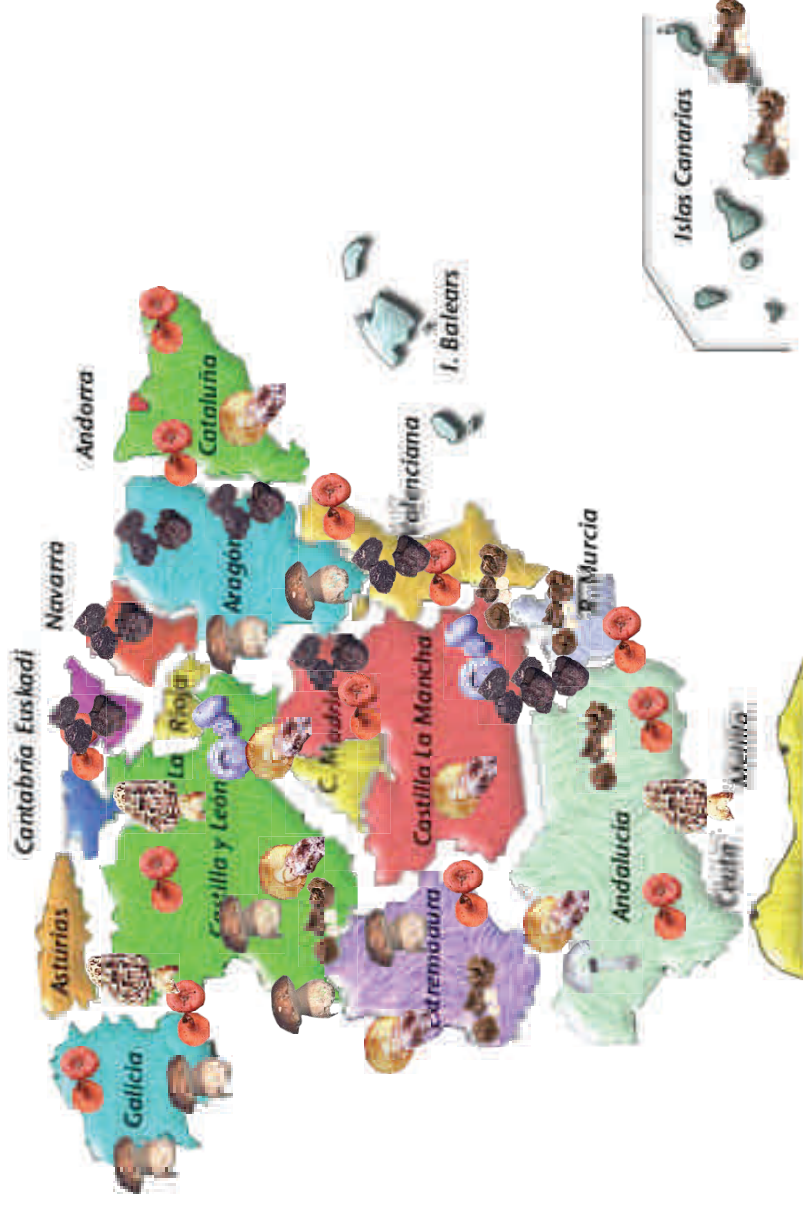 Cantabria Euskadi
Navarra
Andorra
Asturias
Galicia
La Rioja
Aragón
Cataluña
Castilla y León
C. Madrid
Castilla La Mancha
Extremadura
Valenciana
I. Balears
R. Murcia
Andalucía
Ceuta
Melilla
Islas Canarias